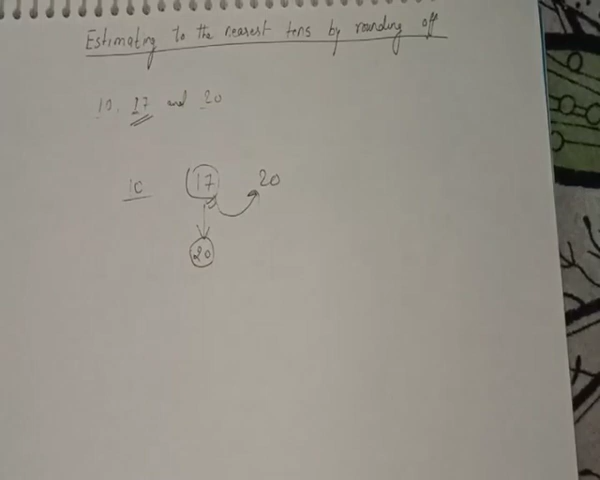 Estimating to the nearest tens by rounding off
10, 17 and 20
10 17 20
20